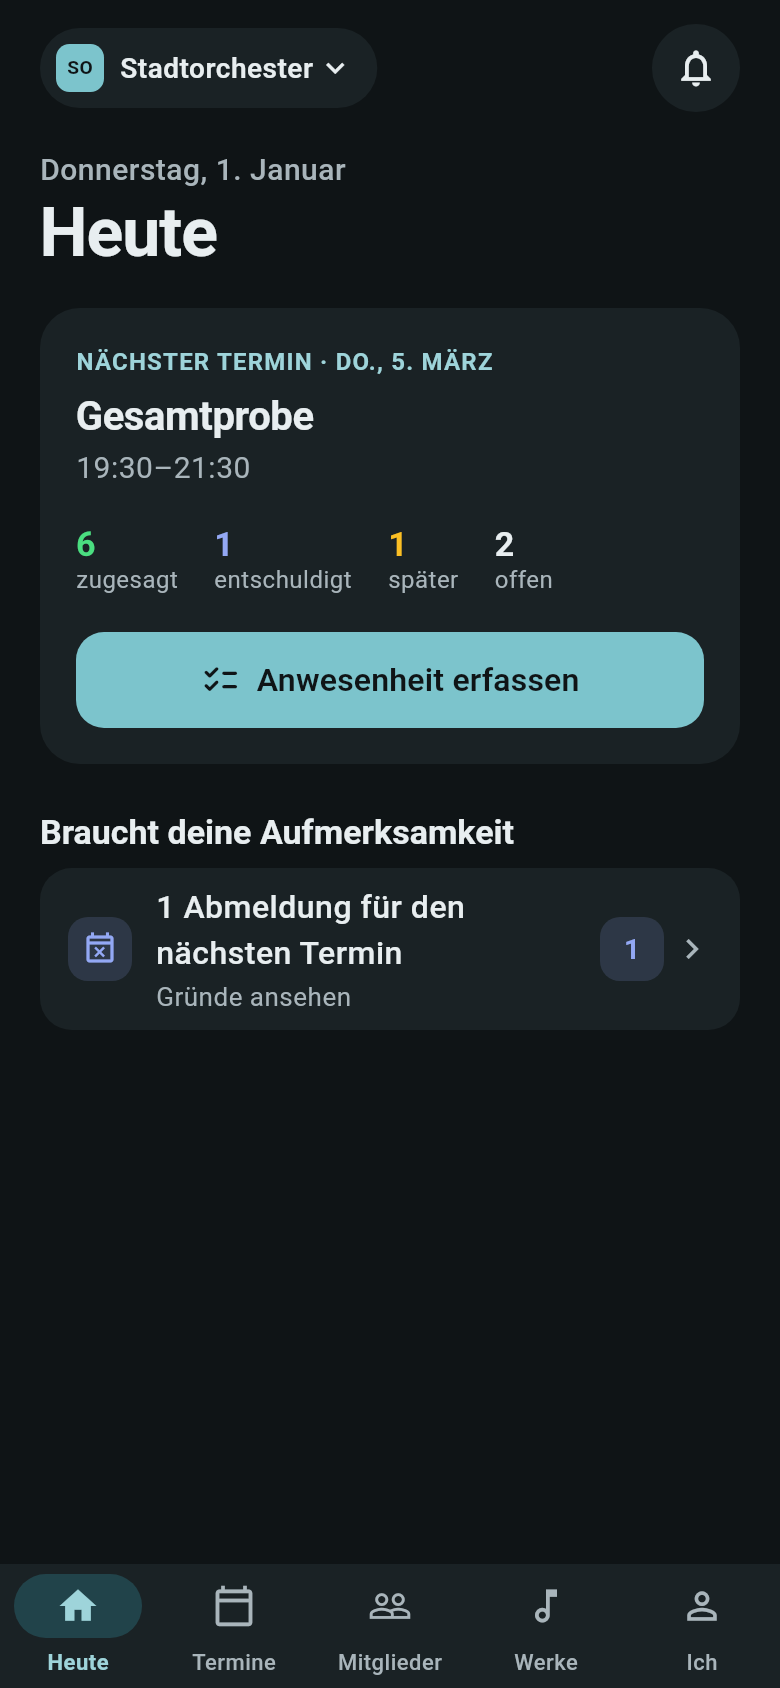 SO Stadtorchester
Donnerstag, 1. Januar
Heute
NÄCHSTER TERMIN · DO., 5. MÄRZ
Gesamtprobe
19:30–21:30
6 1 1 2
zugesagt entschuldigt später offen
Anwesenheit erfassen
Braucht deine Aufmerksamkeit
1 Abmeldung für den
nächsten Termin
Gründe ansehen
1
Heute Termine Mitglieder Werke Ich